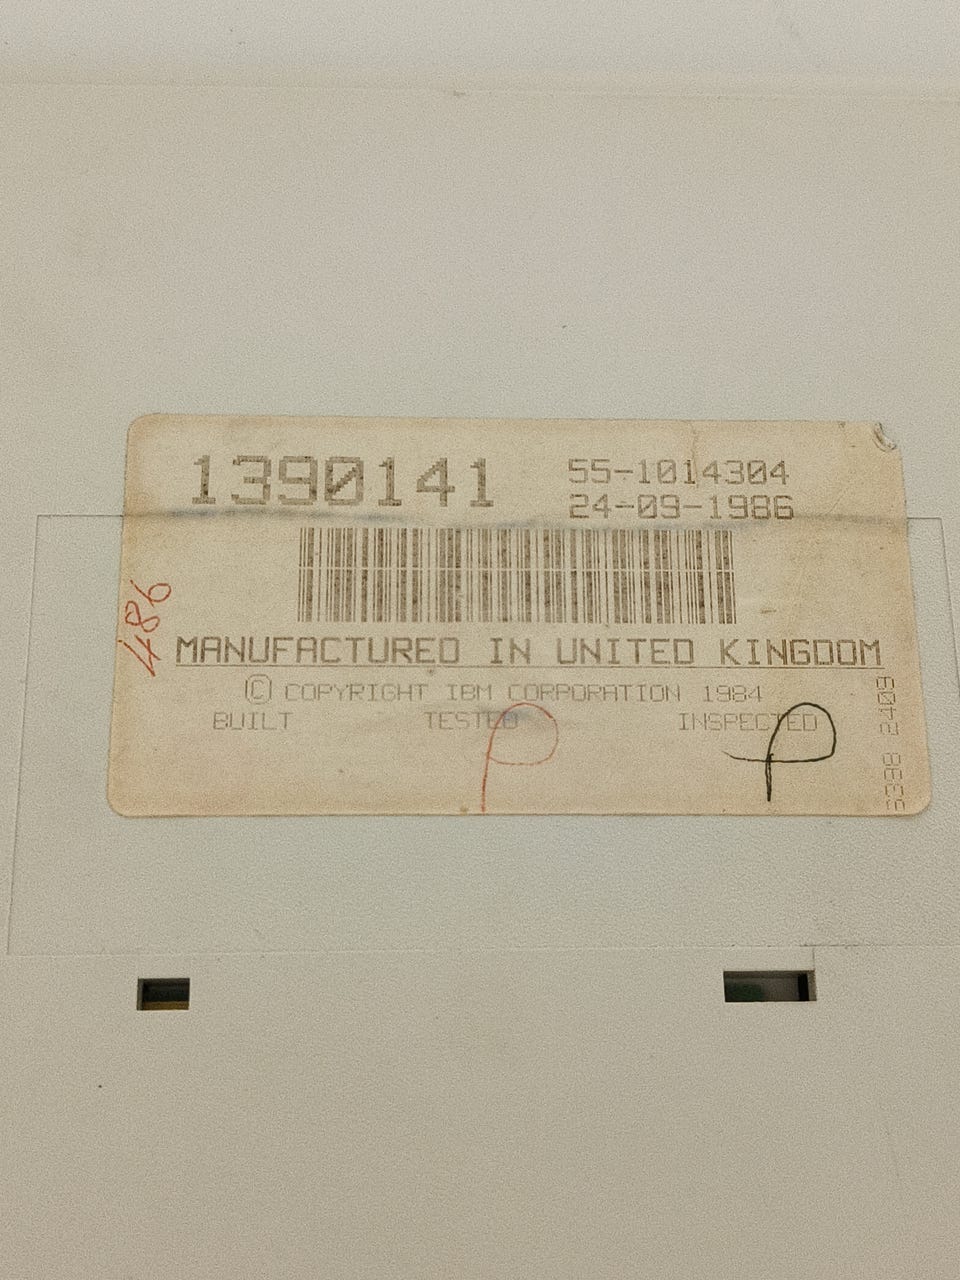 1390141
55-1014304
24-09-1986
486
MANUFACTURED IN UNITED KINGDOM
© COPYRIGHT IBM CORPORATION 1984
BUILT TESTED INSPECTED
P P
3398 2409